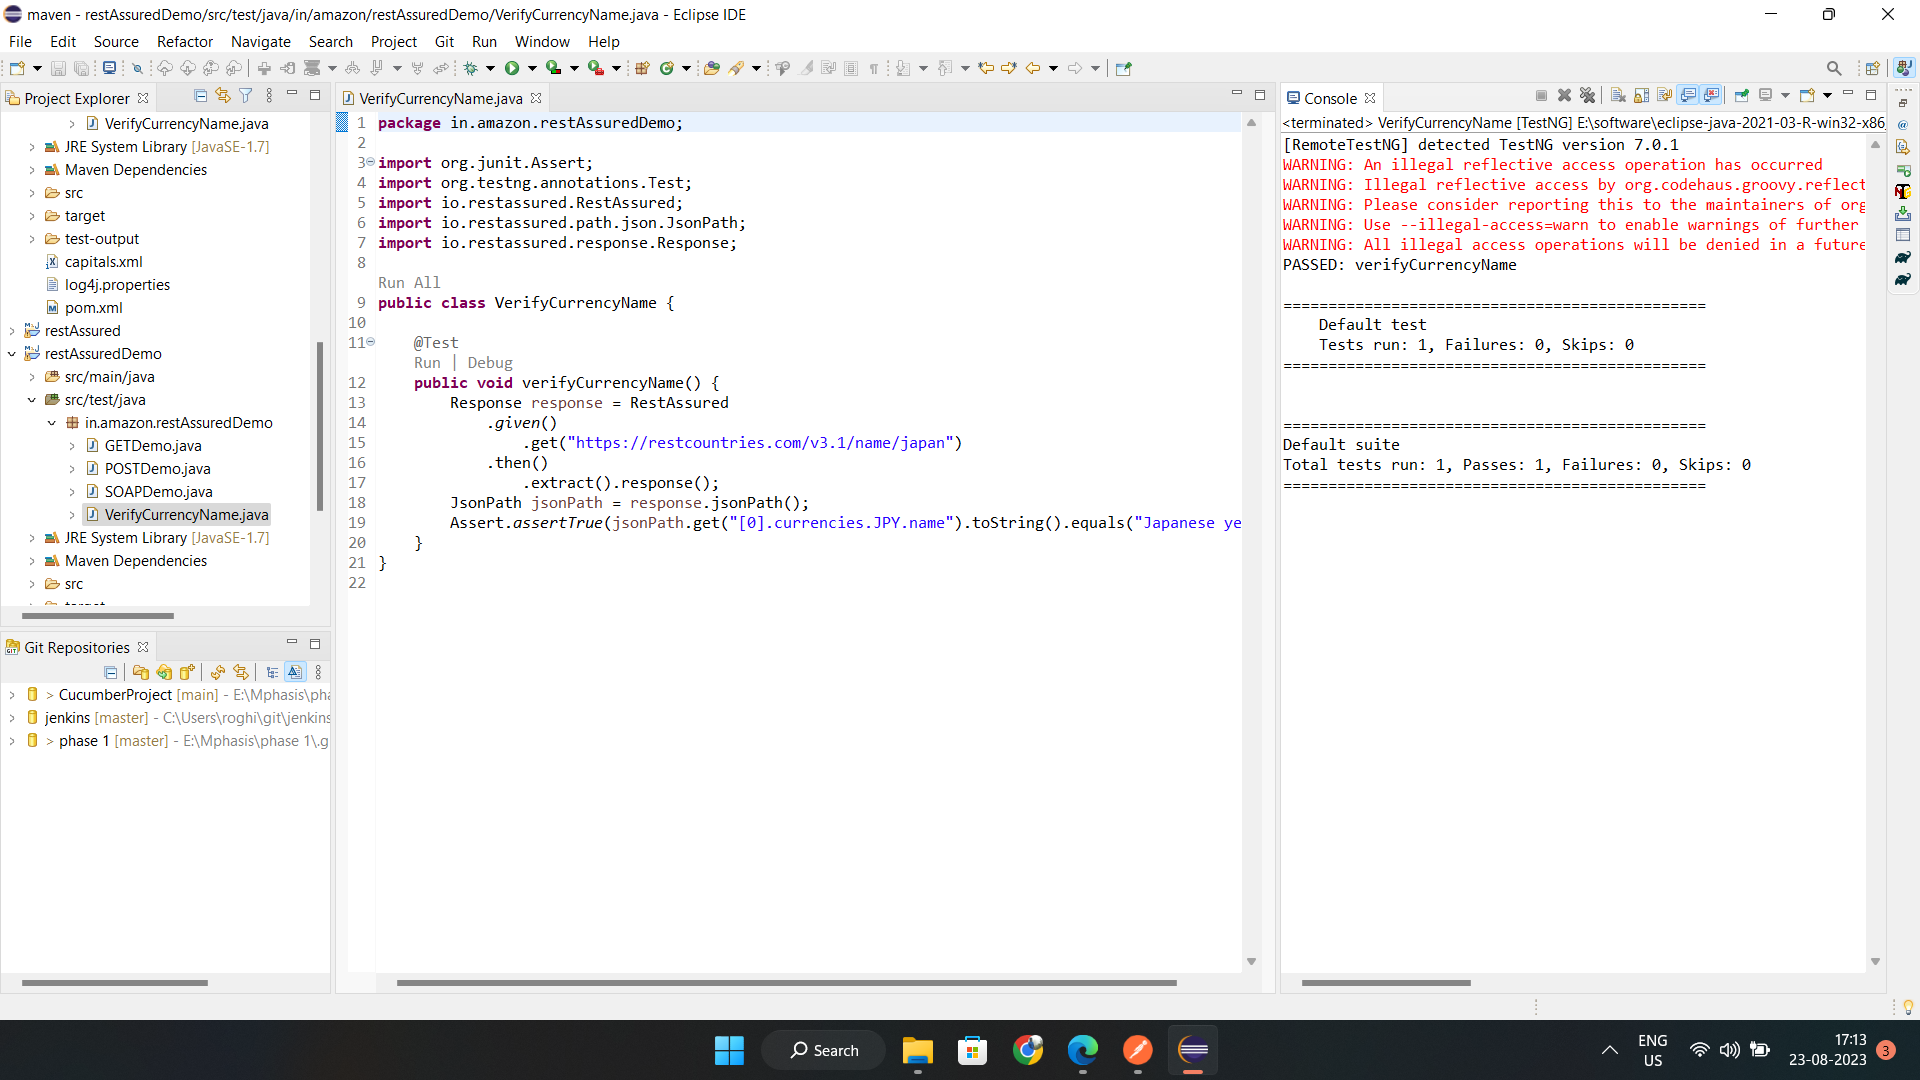 maven - restAssuredDemo/src/test/java/in/amazon/restAssuredDemo/VerifyCurrencyName.java - Eclipse IDE
File Edit Source Refactor Navigate Search Project Git Run Window Help
Project Explorer
VerifyCurrencyName.java
JRE System Library [JavaSE-1.7]
Maven Dependencies
src
target
test-output
capitals.xml
log4j.properties
pom.xml
restAssured
restAssuredDemo
src/main/java
src/test/java
in.amazon.restAssuredDemo
GETDemo.java
POSTDemo.java
SOAPDemo.java
VerifyCurrencyName.java
JRE System Library [JavaSE-1.7]
Maven Dependencies
src
Git Repositories
> CucumberProject [main] - E:\Mphasis\pha
jenkins [master] - C:\Users\roghi\git\jenkins
> phase 1 [master] - E:\Mphasis\phase 1\.g
VerifyCurrencyName.java
1 package in.amazon.restAssuredDemo;
2
3 import org.junit.Assert;
4 import org.testng.annotations.Test;
5 import io.restassured.RestAssured;
6 import io.restassured.path.json.JsonPath;
7 import io.restassured.response.Response;
8
Run All
9 public class VerifyCurrencyName {
10
11 @Test
Run | Debug
12 public void verifyCurrencyName() {
13 Response response = RestAssured
14 .given()
15 .get("https://restcountries.com/v3.1/name/japan")
16 .then()
17 .extract().response();
18 JsonPath jsonPath = response.jsonPath();
19 Assert.assertTrue(jsonPath.get("[0].currencies.JPY.name").toString().equals("Japanese ye
20 }
21 }
22
Console
<terminated> VerifyCurrencyName [TestNG] E:\software\eclipse-java-2021-03-R-win32-x86
[RemoteTestNG] detected TestNG version 7.0.1
WARNING: An illegal reflective access operation has occurred
WARNING: Illegal reflective access by org.codehaus.groovy.reflect
WARNING: Please consider reporting this to the maintainers of org
WARNING: Use --illegal-access=warn to enable warnings of further
WARNING: All illegal access operations will be denied in a future
PASSED: verifyCurrencyName
===============================================
Default test
Tests run: 1, Failures: 0, Skips: 0
===============================================
===============================================
Default suite
Total tests run: 1, Passes: 1, Failures: 0, Skips: 0
===============================================
Search
ENG
US
17:13
23-08-2023
3